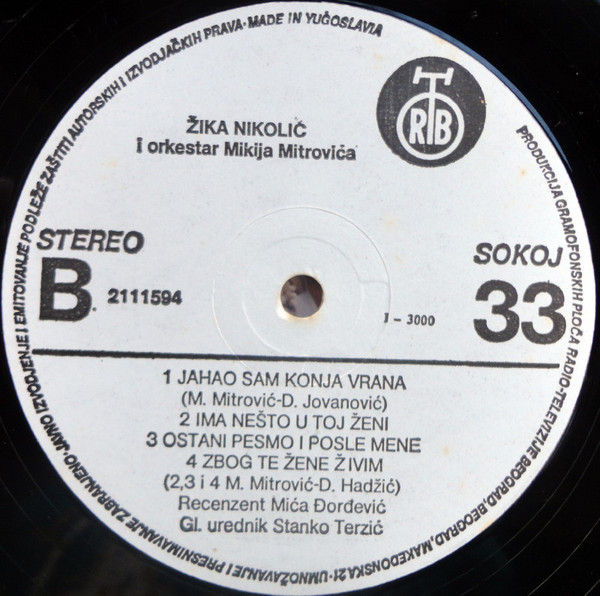 UMNOŽAVANJE I PRESNIMAVANJE ZABRANJENO·JAVNO IZVODJENJE I EMITOVANJE PODLEŽE ZAŠTITI AUTORSKIH I IZVODJAČKIH PRAVA·MADE IN YUGOSLAVIA
PRODUKCIJA GRAMOFONSKIH PLOČA RADIO-TELEVIZIJE BEOGRAD, BEOGRAD, MAKEDONSKA 21·
RTB
ŽIKA NIKOLIĆ
i orkestar Mikija Mitrovića
STEREO
B
2111594
SOKOJ
33
I - 3000
1 JAHAO SAM KONJA VRANA
(M. Mitrović-D. Jovanović)
2 IMA NEŠTO U TOJ ŽENI
3 OSTANI PESMO I POSLE MENE
4 ZBOG TE ŽENE ŽIVIM
(2,3 i 4 M. Mitrović-D. Hadžić)
Recenzent Mića Đorđević
Gl. urednik Stanko Terzić